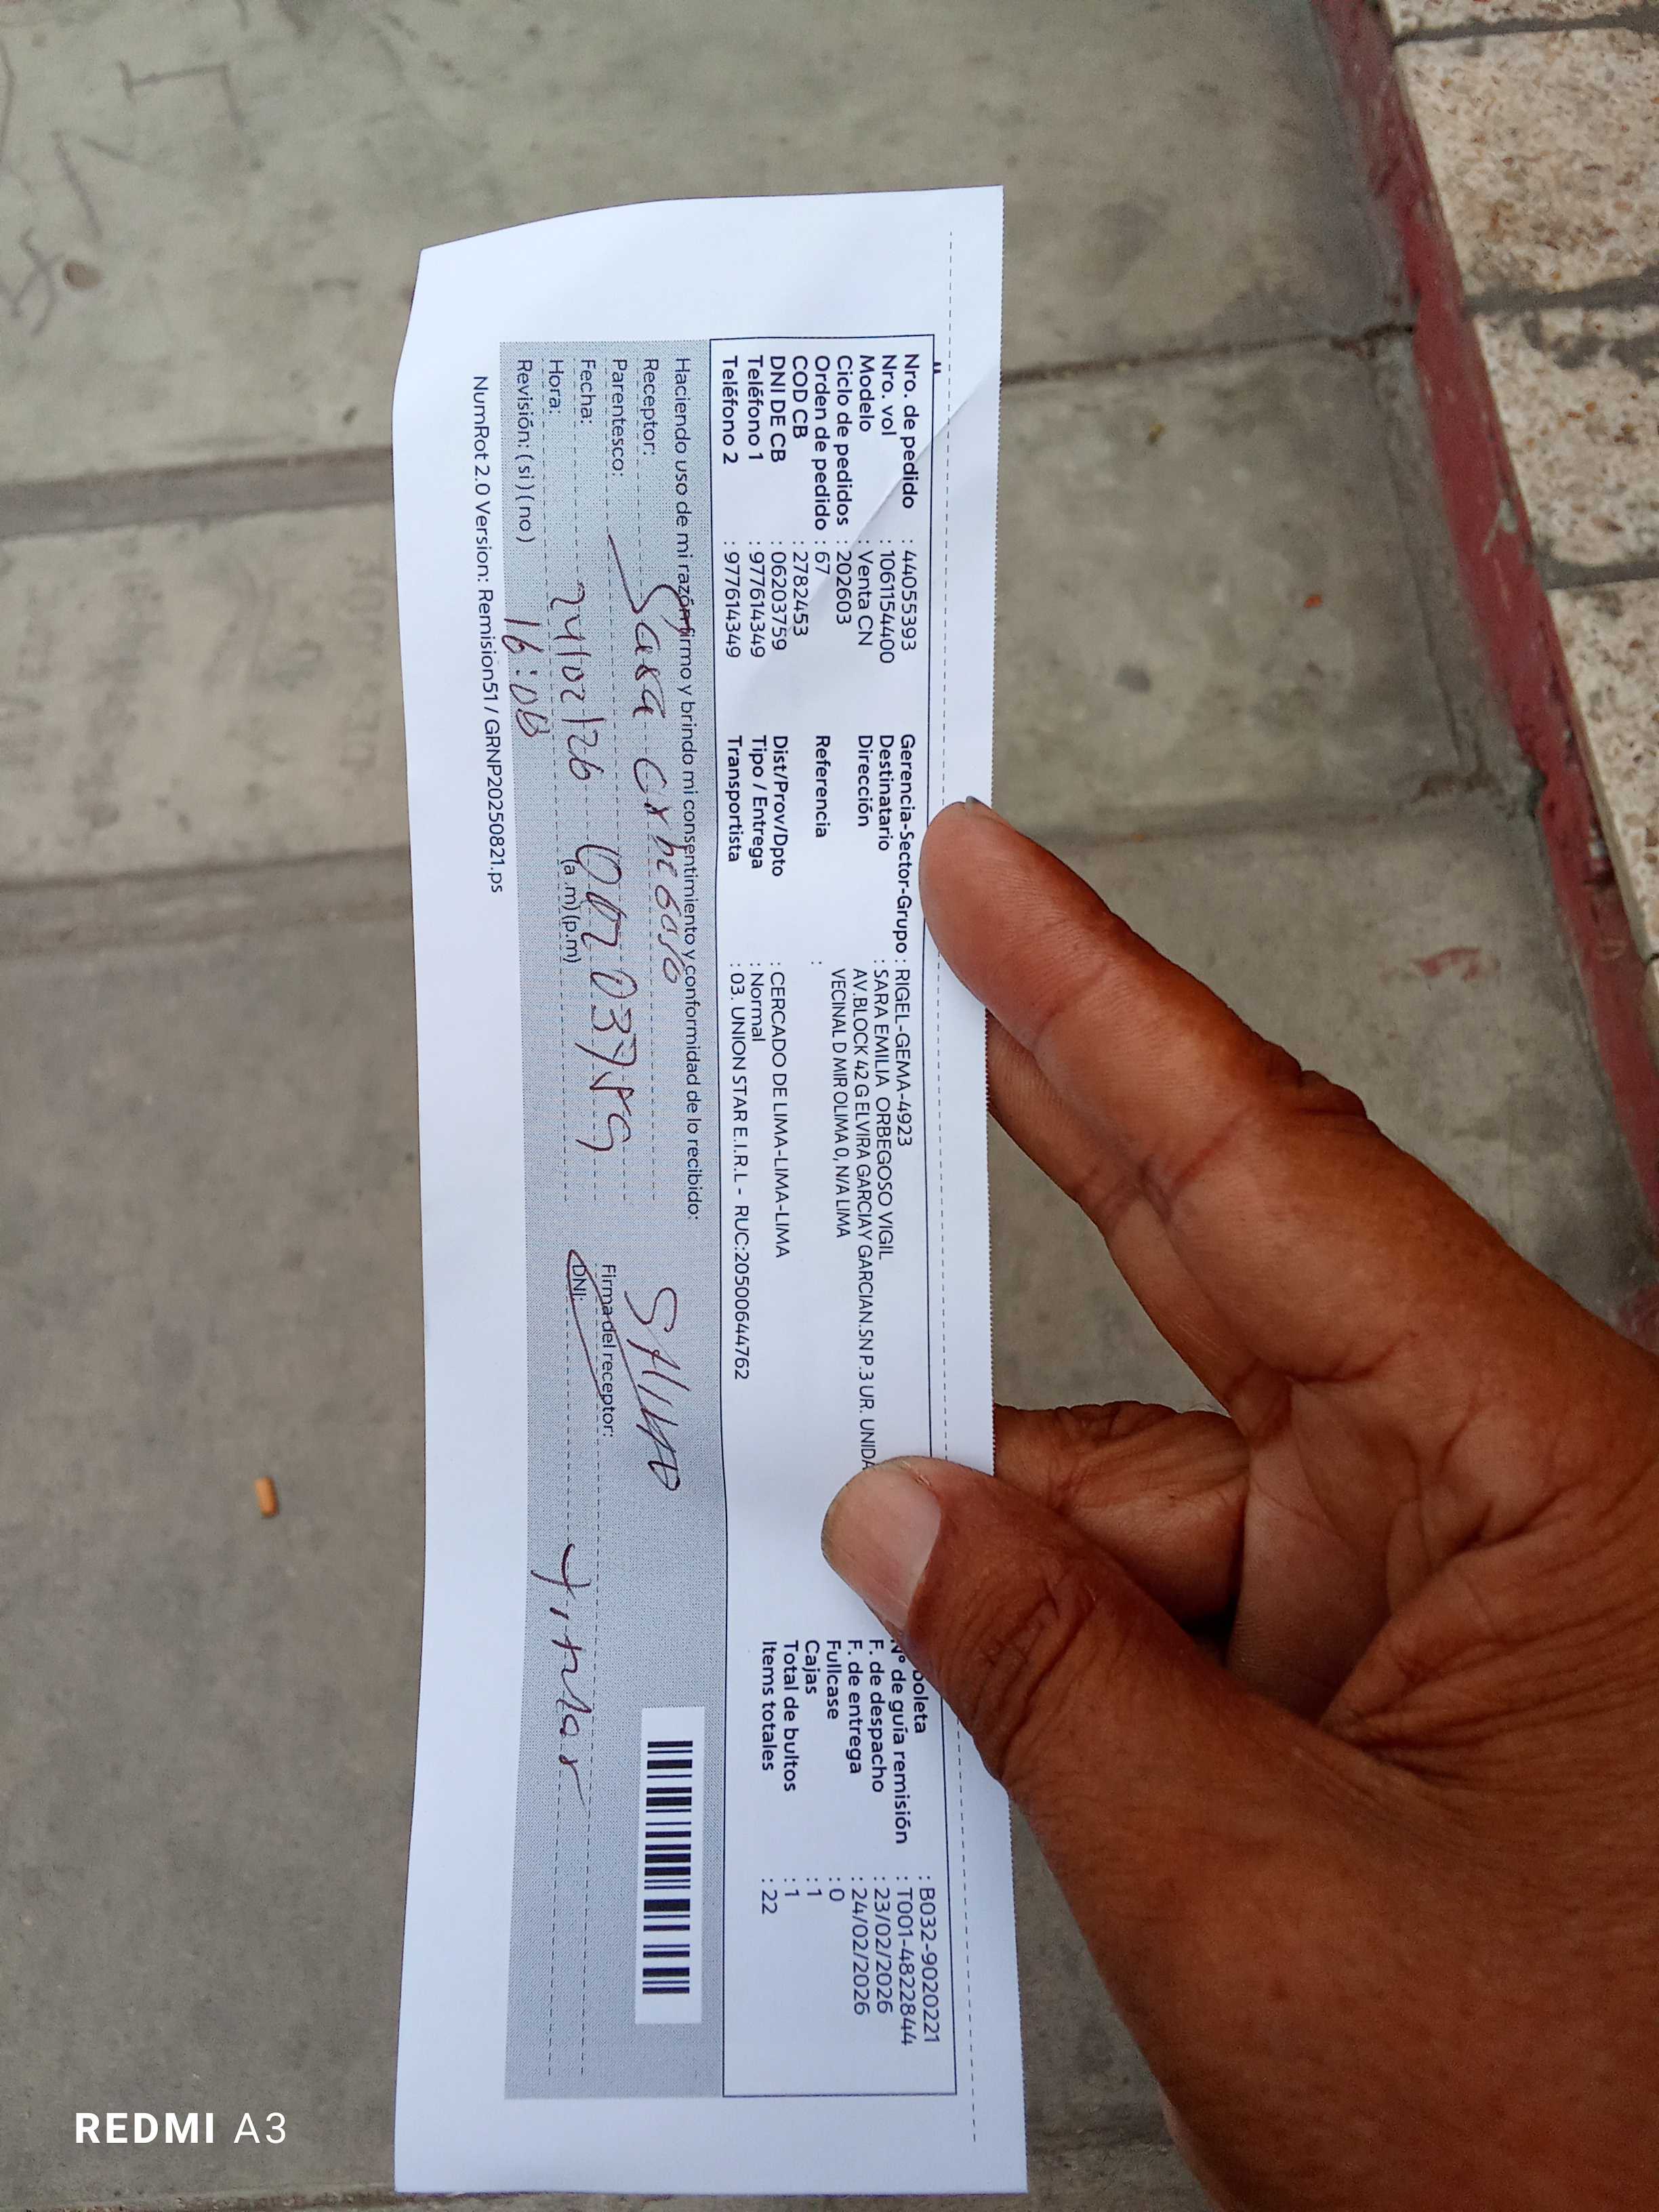 Nro. de pedido : 44055393
Nro. vol : 1061154400
Modelo : Venta CN
Ciclo de pedidos : 202603
Orden de pedido : 67
COD CB : 2782453
DNI DE CB : 06203759
Teléfono 1 : 977614349
Teléfono 2 : 977614349
Gerencia-Sector-Grupo : RIGEL-GEMA-4923
Destinatario : SARA EMILIA ORBEGOSO VIGIL
Dirección AV.BLOCK 42 G ELVIRA GARCIA Y GARCIAN.SN P.3 UR. UNIDA
VECINAL D MIR OLIMA 0, N/A LIMA
Referencia :
Dist/Prov/Dpto : CERCADO DE LIMA-LIMA-LIMA
Tipo / Entrega : Normal
Transportista : 03. UNION STAR E.I.R.L - RUC:20500644762
boleta : B032-9020221
N° de guía remisión : T001-4822844
F. de despacho : 23/02/2026
F. de entrega : 24/02/2026
Fullcase : 0
Cajas : 1
Total de bultos : 1
Items totales : 22
Haciendo uso de mi razón firmo y brindo mi consentimiento y conformidad de lo recibido:
Receptor: Sara Orbegoso
Parentesco:
Fecha: 24/02/26
Hora: 16:00 (a.m)(p.m)
Revisión: (si)(no)
Firma del receptor:
DNI:
NumRot 2.0 Version: Remision51 / GRNP20250821.ps
REDMI A3